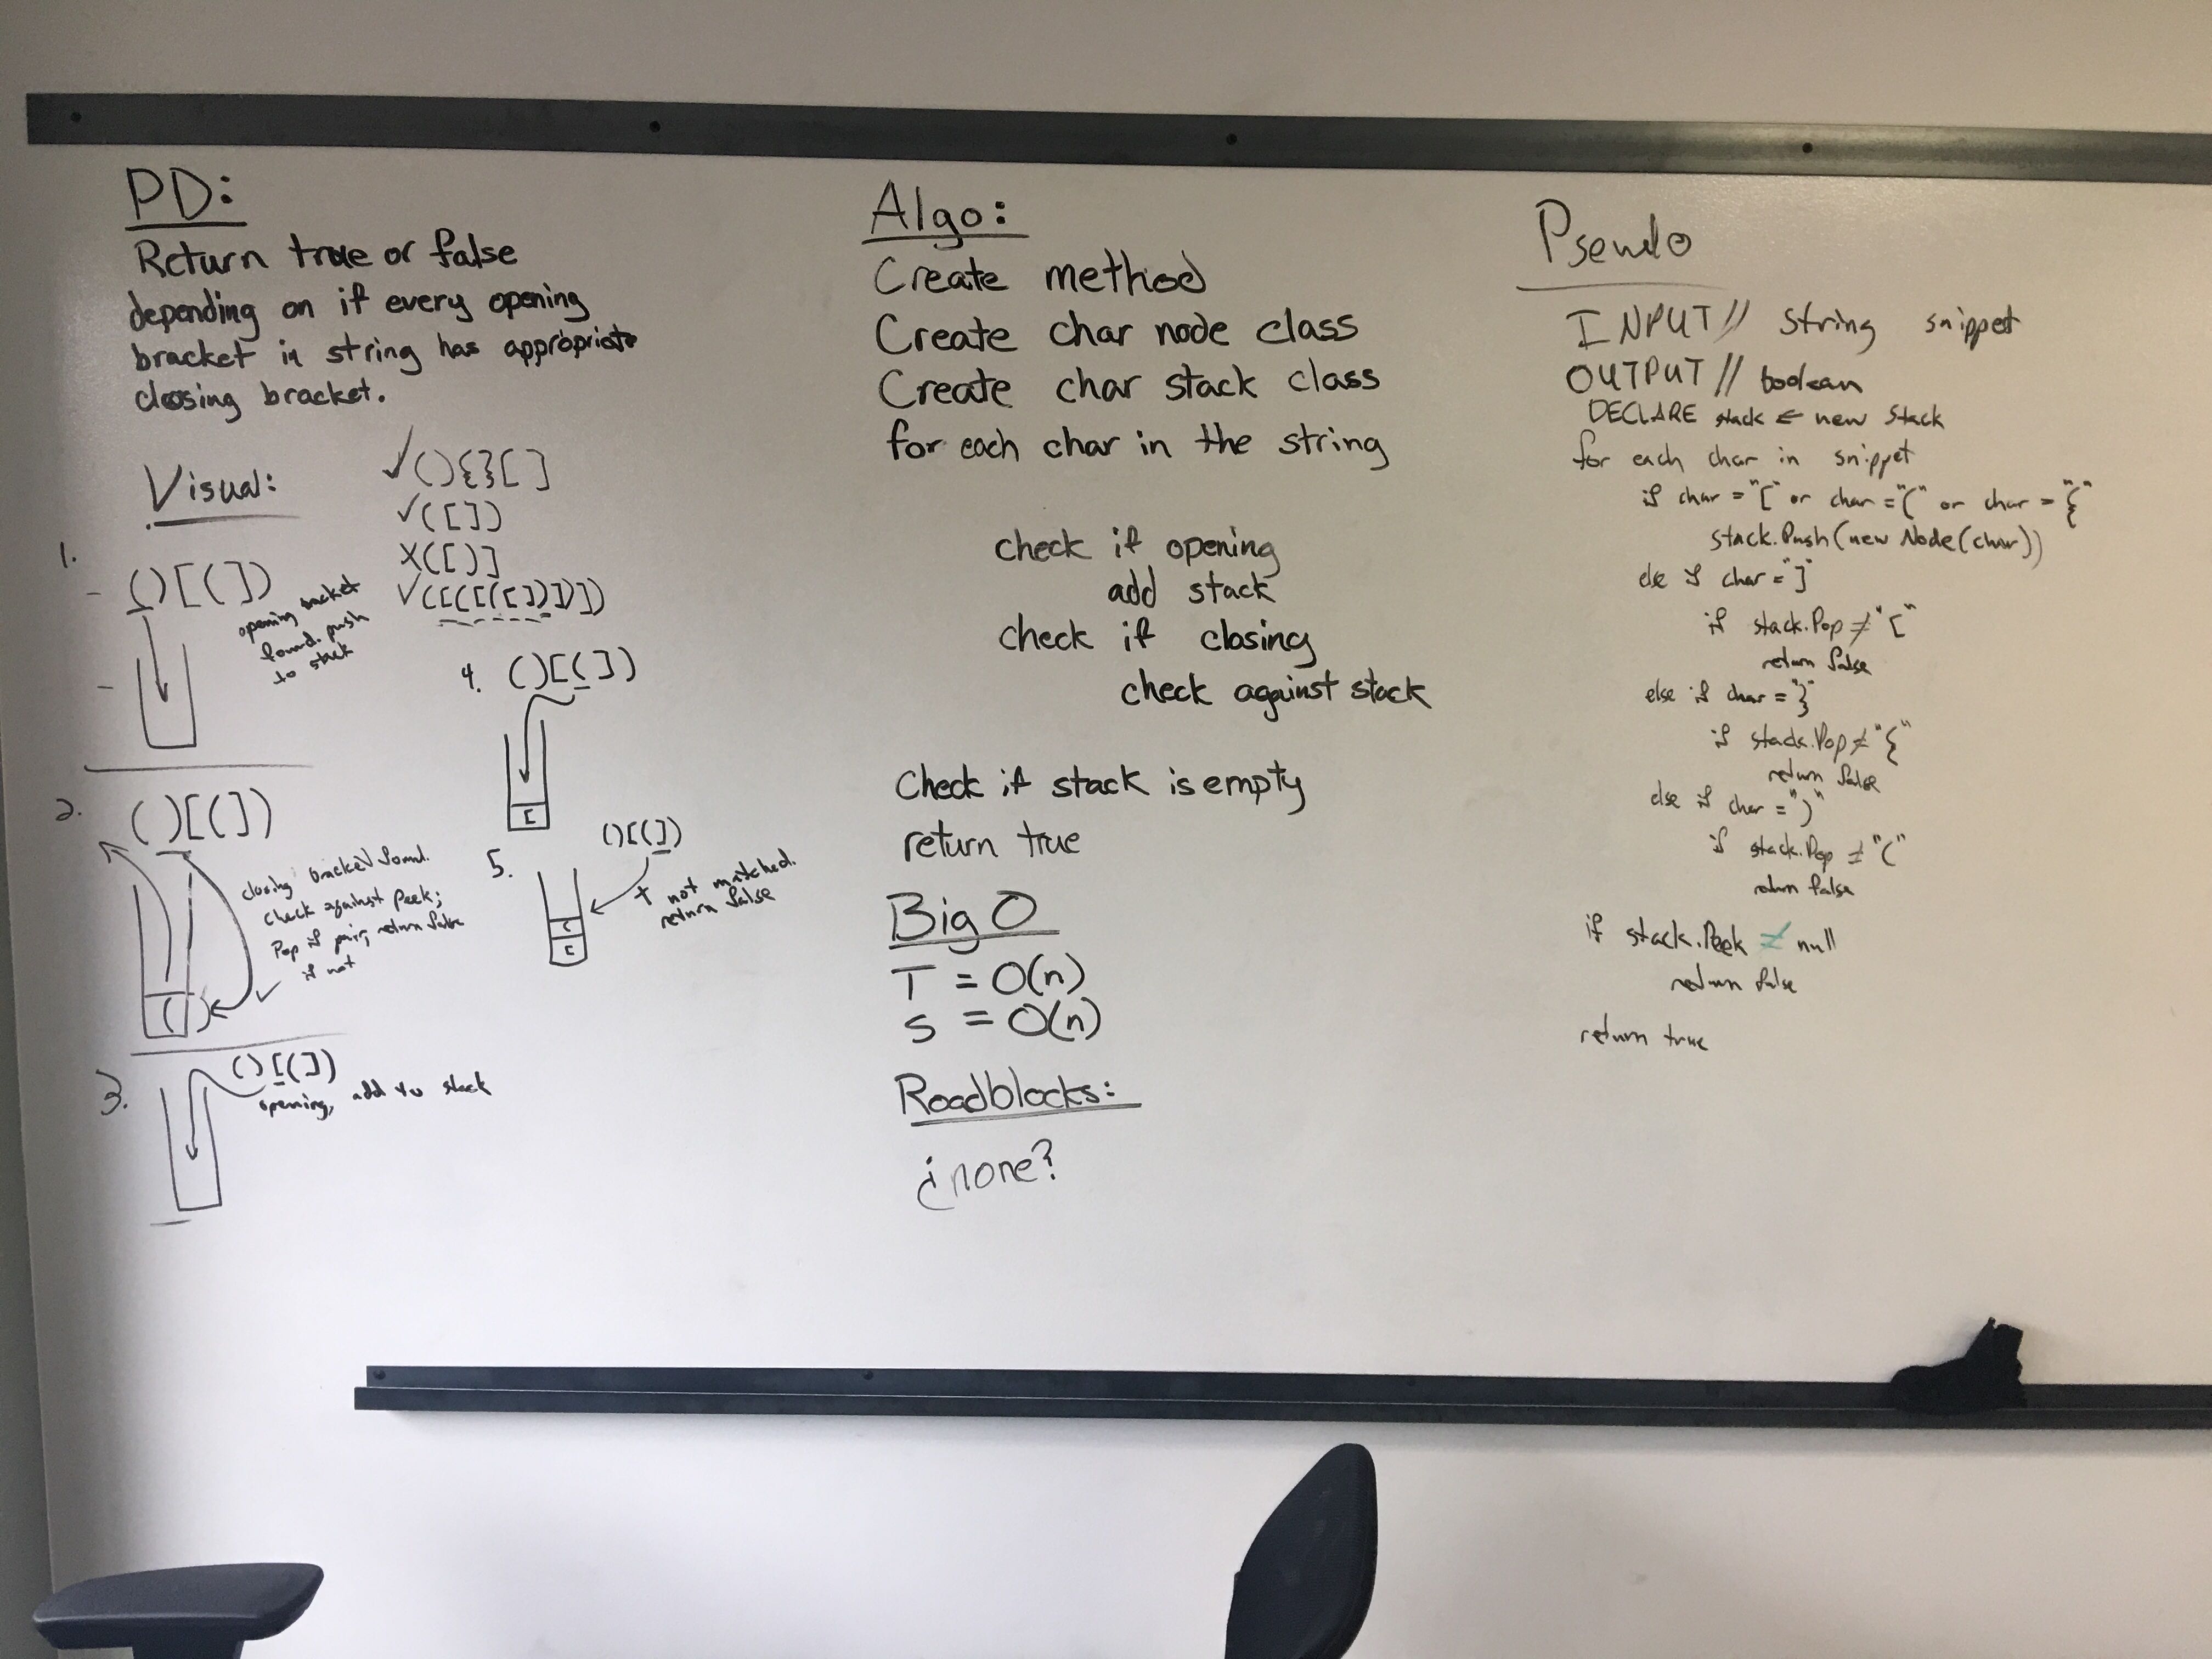 PD:
Return true or false
depending on if every opening
bracket in string has appropriate
closing bracket.
Visual:
✓(){}[]
✓([])
X([)]
1.
()[(])
opening bracket
found. push
to stack
2.
()[(])
closing bracket found.
check against Peek;
Pop if pair, return false
if not
(
)
✓
3.
()[(])
opening, add to stack
4. ()[(])
[
5.
()[(])
not matched.
return false
(
[
Algo:
Create method
Create char node class
Create char stack class
for each char in the string
check if opening
add stack
check if closing
check against stack
Check if stack is empty
return true
Big O
T = O(n)
S = O(n)
Roadblocks:
¿none?
Pseudo
INPUT// string snippet
OUTPUT// boolean
DECLARE stack ← new Stack
for each char in snippet
if char = "[" or char = "(" or char = "{"
stack.Push(new Node(char))
else if char = "]"
if stack.Pop ≠ "["
return false
else if char = "}"
if stack.Pop ≠ "{"
return false
else if char = ")"
if stack.Pop ≠ "("
return false
if stack.Peek ≠ null
return false
return true